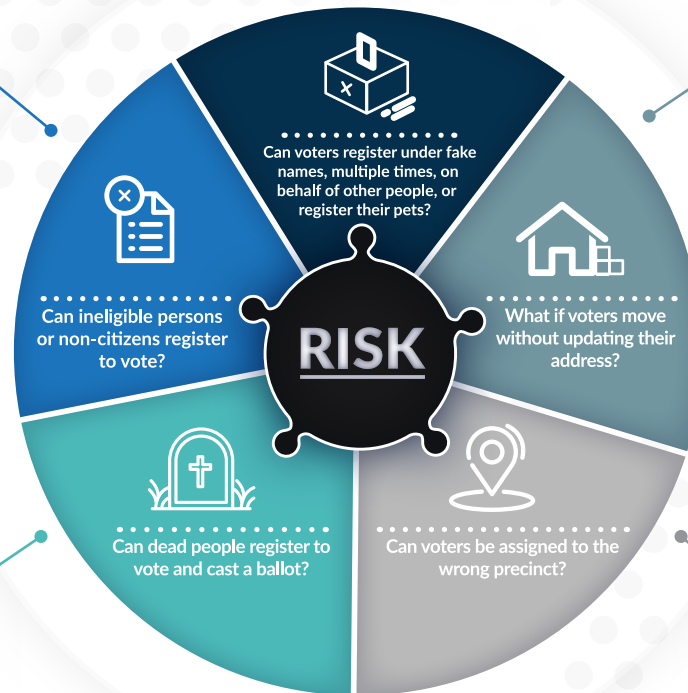 Can voters register under fake
names, multiple times, on
behalf of other people, or
register their pets?
Can ineligible persons
or non-citizens register
to vote?
What if voters move
without updating their
address?
RISK
Can dead people register to
vote and cast a ballot?
Can voters be assigned to the
wrong precinct?